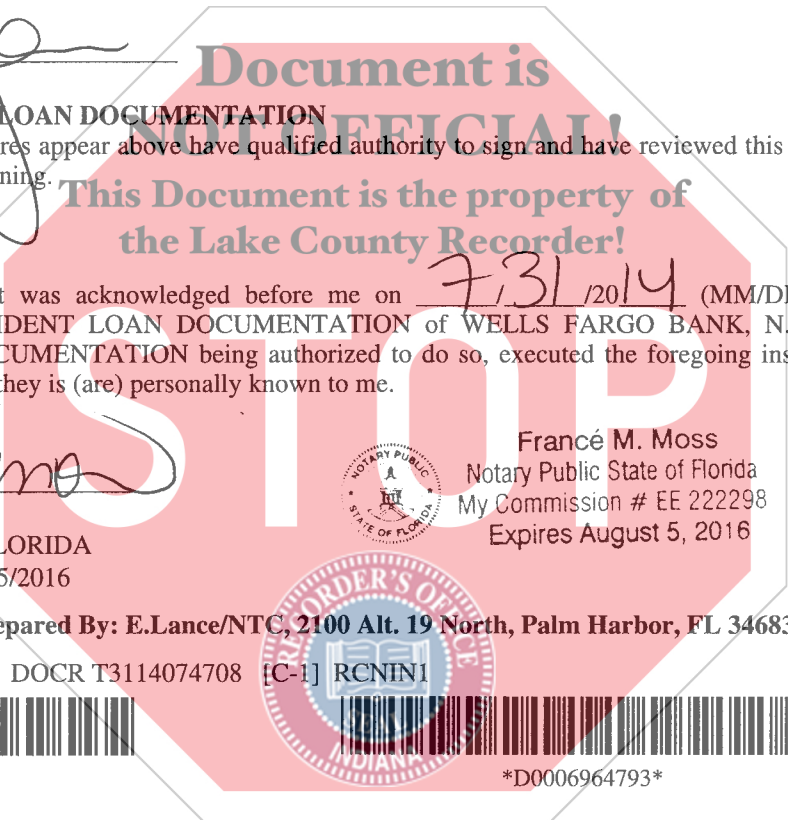 Document is
LOAN DOCUMENTATION
NOT OFFICIAL!
res appear above have qualified authority to sign and have reviewed this
ning.
This Document is the property of
the Lake County Recorder!
t was acknowledged before me on 7/31/2014 (MM/D
IDENT LOAN DOCUMENTATION of WELLS FARGO BANK, N.
CUMENTATION being authorized to do so, executed the foregoing ins
they is (are) personally known to me.
STOP
NOTARY PUBLIC
STATE OF FLORIDA
Francé M. Moss
Notary Public State of Florida
My Commission # EE 222298
Expires August 5, 2016
LORIDA
5/2016
epared By: E.Lance/NTC, 2100 Alt. 19 North, Palm Harbor, FL 34683
DOCR T3114074708 [C-1] RCNIN1
RECORDER'S OFFICE
SEAL
INDIANA
*D0006964793*